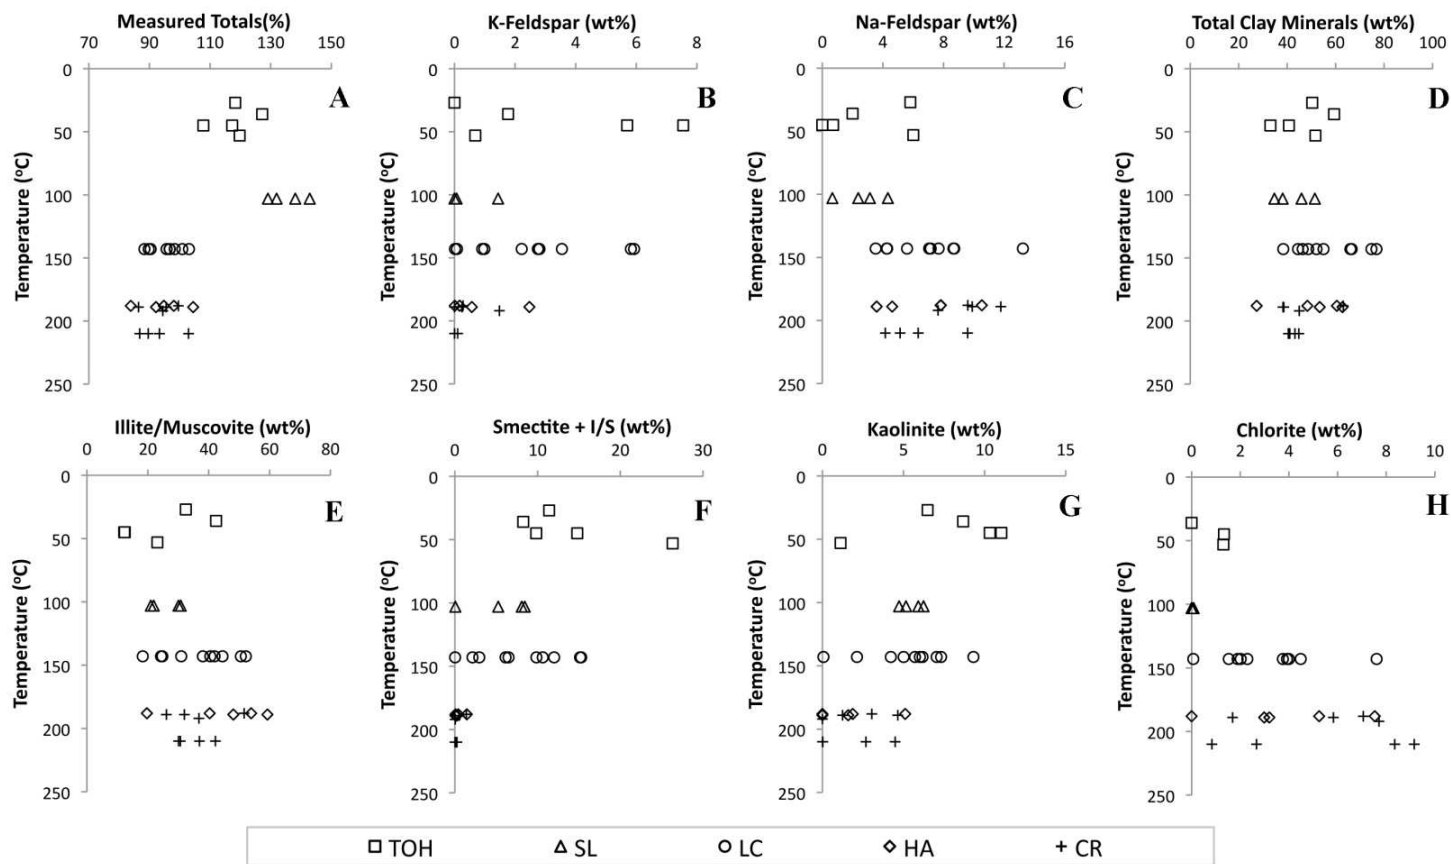 Measured Totals(%)
70 90 110 130 150
0
50
100
150
200
250
Temperature (°C)
A
K-Feldspar (wt%)
0 2 4 6 8
0
50
100
150
200
250
Temperature (°C)
B
Na-Feldspar (wt%)
0 4 8 12 16
0
50
100
150
200
250
Temperature (°C)
C
Total Clay Minerals (wt%)
0 20 40 60 80 100
0
50
100
150
200
250
Temperature (°C)
D
Illite/Muscovite (wt%)
0 20 40 60 80
0
50
100
150
200
250
Temperature (°C)
E
Smectite + I/S (wt%)
0 10 20 30
0
50
100
150
200
250
Temperature (°C)
F
Kaolinite (wt%)
0 5 10 15
0
50
100
150
200
250
Temperature (°C)
G
Chlorite (wt%)
0 2 4 6 8 10
0
50
100
150
200
250
Temperature (°C)
H
TOH SL LC HA CR